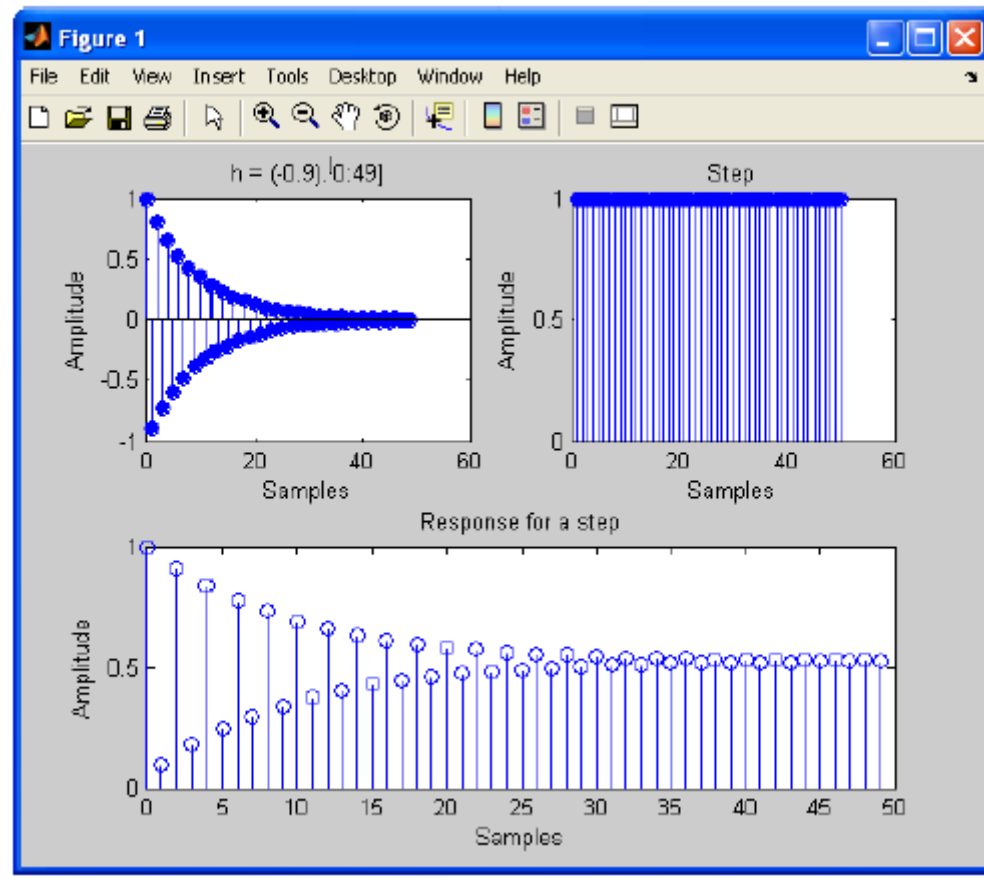 Figure 1
File Edit View Insert Tools Desktop Window Help
h = (-0.9).^[0:49]
1
0.5
0
-0.5
-1
Amplitude
0 20 40 60
Samples
Step
1
0.5
0
Amplitude
0 20 40 60
Samples
Response for a step
1
0.5
0
Amplitude
0 5 10 15 20 25 30 35 40 45 50
Samples